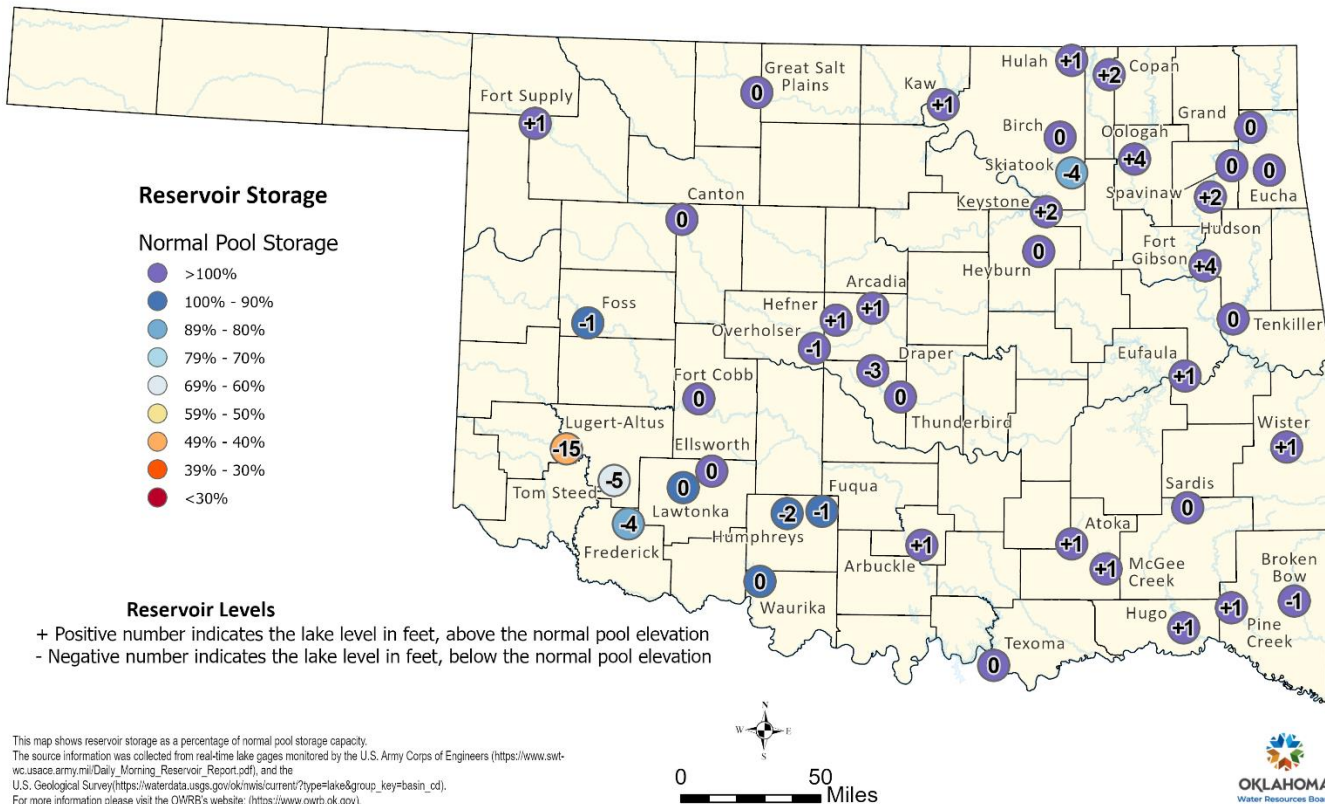 Hulah
+1
+2
Copan
Great Salt
Plains
0
Kaw
+1
Fort Supply
+1
Grand
0
Birch
0
Oologah
+4
Skiatook
-4
0
0
Spavinaw
Eucha
Reservoir Storage
Canton
0
Keystone
+2
+2
Hudson
Normal Pool Storage
>100%
100% - 90%
89% - 80%
79% - 70%
69% - 60%
59% - 50%
49% - 40%
39% - 30%
<30%
Heyburn
0
Fort
Gibson
+4
Foss
-1
Arcadia
+1
Hefner
+1
Overholser
-1
0
Tenkiller
Draper
-3
Eufaula
+1
Fort Cobb
0
0
Thunderbird
Wister
+1
Lugert-Altus
-15
Ellsworth
0
Tom Steed
-5
0
Lawtonka
Fuqua
-1
Sardis
0
-4
Frederick
-2
Humphreys
Atoka
+1
+1
Arbuckle
+1
McGee
Creek
Broken
Bow
-1
0
Waurika
Hugo
+1
+1
Pine
Creek
Texoma
0
Reservoir Levels
+ Positive number indicates the lake level in feet, above the normal pool elevation
- Negative number indicates the lake level in feet, below the normal pool elevation
N
W E
S
This map shows reservoir storage as a percentage of normal pool storage capacity.
The source information was collected from real-time lake gages monitored by the U.S. Army Corps of Engineers (https://www.swt-
wc.usace.army.mil/Daily_Morning_Reservoir_Report.pdf), and the
U.S. Geological Survey(https://waterdata.usgs.gov/ok/nwis/current/?type=lake&group_key=basin_cd).
For more information please visit the OWRB's website: (https://www.owrb.ok.gov).
0 50
Miles
OKLAHOMA
Water Resources Boa